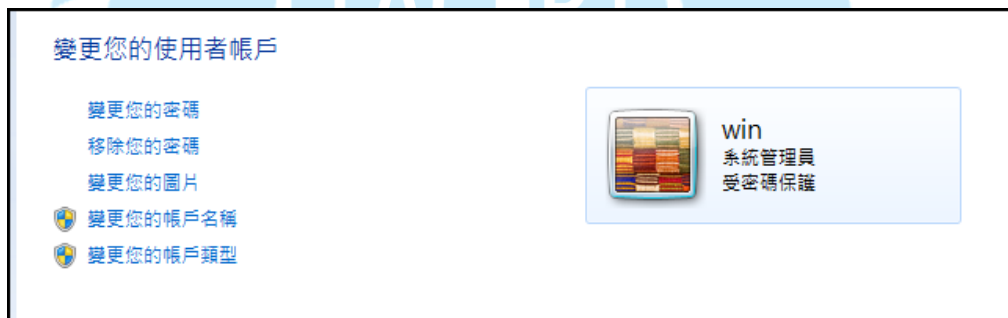 變更您的使用者帳戶
變更您的密碼
移除您的密碼
變更您的圖片
變更您的帳戶名稱
變更您的帳戶類型
win
系統管理員
受密碼保護